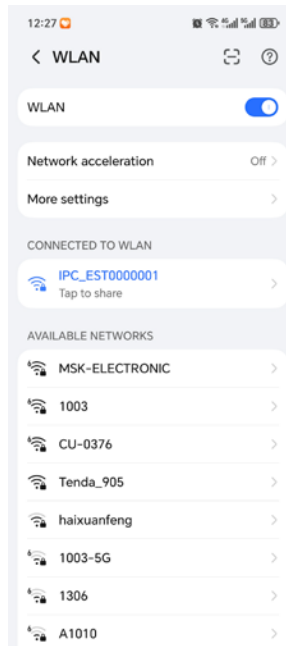 12:27
83
WLAN
WLAN
Network acceleration Off
More settings
CONNECTED TO WLAN
IPC_EST0000001
Tap to share
AVAILABLE NETWORKS
MSK-ELECTRONIC
1003
CU-0376
Tenda_905
haixuanfeng
1003-5G
1306
A1010